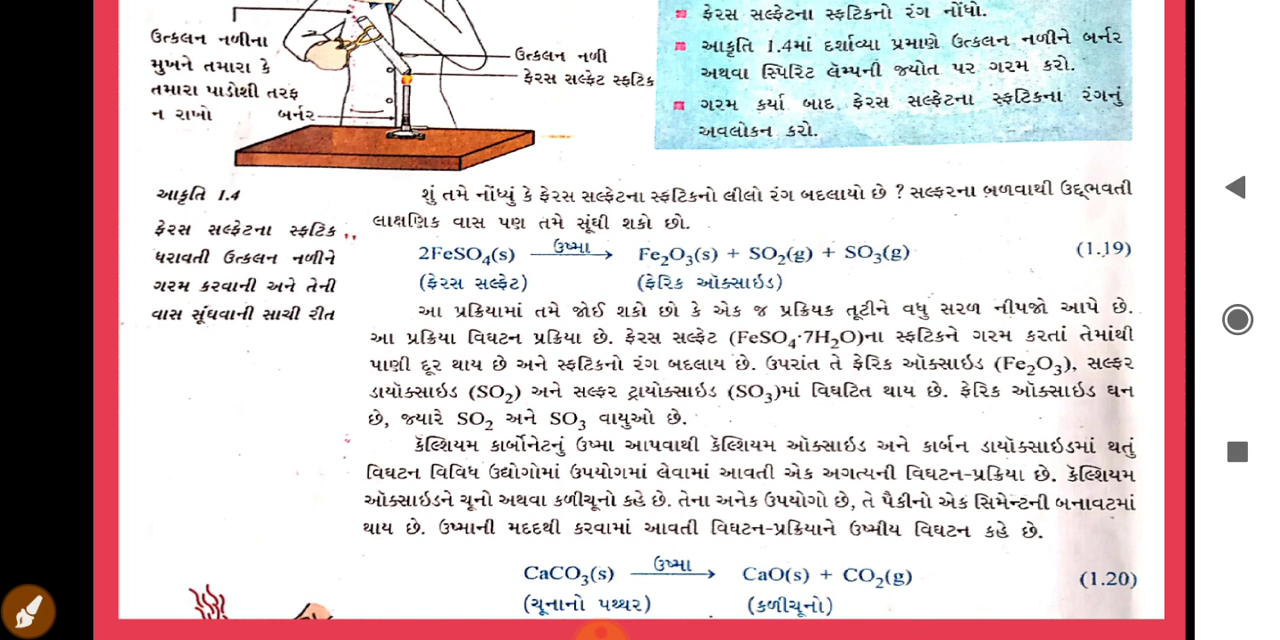 ફેરસ સલ્ફેટના સ્ફટિકનો રંગ નોંધો.
આકૃતિ 1.4માં દર્શાવ્યા પ્રમાણે ઉત્કલન નળીને બર્નર
અથવા સ્પિરિટ લૅમ્પની જ્યોત પર ગરમ કરો.
ગરમ કર્યા બાદ ફેરસ સલ્ફેટના સ્ફટિકના રંગનું
અવલોકન કરો.
ઉત્કલન નળીના
મુખને તમારા કે
તમારા પાડોશી તરફ
ન રાખો
ઉત્કલન નળી
ફેરસ સલ્ફેટ સ્ફટિક
બર્નર
આકૃતિ 1.4
ફેરસ સલ્ફેટના સ્ફટિક
ધરાવતી ઉત્કલન નળીને
ગરમ કરવાની અને તેની
વાસ સૂંઘવાની સાચી રીત
શું તમે નોંધ્યું કે ફેરસ સલ્ફેટના સ્ફટિકનો લીલો રંગ બદલાયો છે ? સલ્ફરના બળવાથી ઉદ્ભવતી
લાક્ષણિક વાસ પણ તમે સૂંઘી શકો છો.
2FeSO₄(s) ઉષ્મા → Fe₂O₃(s) + SO₂(g) + SO₃(g) (1.19)
(ફેરસ સલ્ફેટ) (ફેરિક ઑક્સાઇડ)
આ પ્રક્રિયામાં તમે જોઈ શકો છો કે એક જ પ્રક્રિયક તૂટીને વધુ સરળ નીપજો આપે છે.
આ પ્રક્રિયા વિઘટન પ્રક્રિયા છે. ફેરસ સલ્ફેટ (FeSO₄·7H₂O)ના સ્ફટિકને ગરમ કરતાં તેમાંથી
પાણી દૂર થાય છે અને સ્ફટિકનો રંગ બદલાય છે. ઉપરાંત તે ફેરિક ઑક્સાઇડ (Fe₂O₃), સલ્ફર
ડાયૉક્સાઇડ (SO₂) અને સલ્ફર ટ્રાયોક્સાઇડ (SO₃)માં વિઘટિત થાય છે. ફેરિક ઑક્સાઇડ ઘન
છે, જ્યારે SO₂ અને SO₃ વાયુઓ છે.
કૅલ્શિયમ કાર્બોનેટનું ઉષ્મા આપવાથી કૅલ્શિયમ ઑક્સાઇડ અને કાર્બન ડાયૉક્સાઇડમાં થતું
વિઘટન વિવિધ ઉદ્યોગોમાં ઉપયોગમાં લેવામાં આવતી એક અગત્યની વિઘટન-પ્રક્રિયા છે. કૅલ્શિયમ
ઑક્સાઇડને ચૂનો અથવા કળીચૂનો કહે છે. તેના અનેક ઉપયોગો છે, તે પૈકીનો એક સિમેન્ટની બનાવટમાં
થાય છે. ઉષ્માની મદદથી કરવામાં આવતી વિઘટન-પ્રક્રિયાને ઉષ્મીય વિઘટન કહે છે.
CaCO₃(s) ઉષ્મા → CaO(s) + CO₂(g) (1.20)
(ચૂનાનો પથ્થર) (કળીચૂનો)